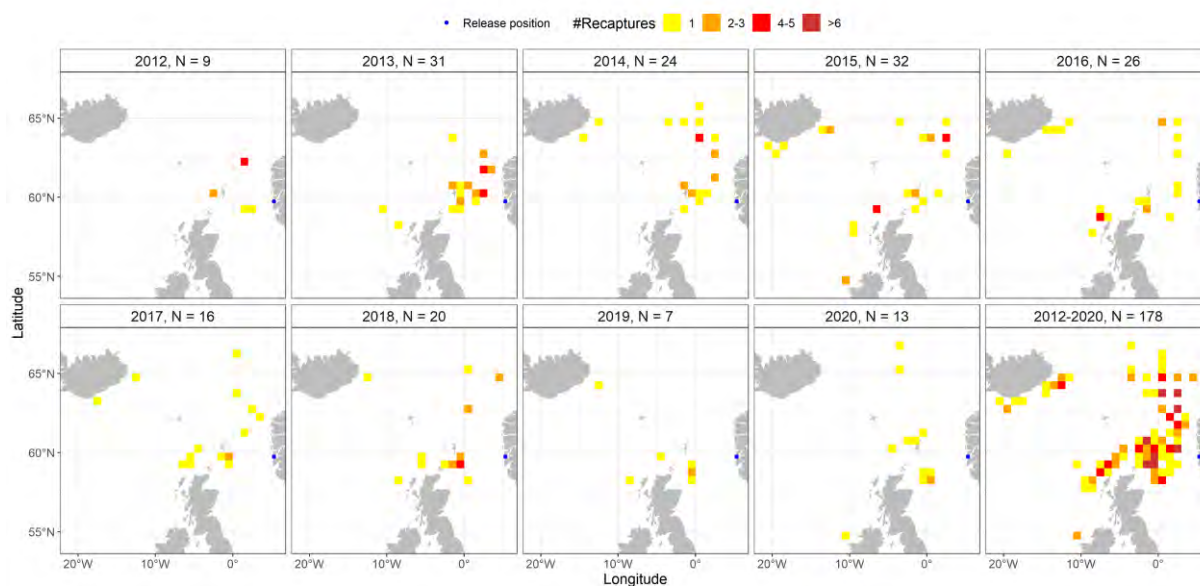 Release position #Recaptures 1 2-3 4-5 >6
2012, N = 9 2013, N = 31 2014, N = 24 2015, N = 32 2016, N = 26
65°N
60°N
55°N
2017, N = 16 2018, N = 20 2019, N = 7 2020, N = 13 2012-2020, N = 178
65°N
60°N
55°N
Latitude
20°W 10°W 0° 20°W 10°W 0° 20°W 10°W 0° 20°W 10°W 0° 20°W 10°W 0°
Longitude